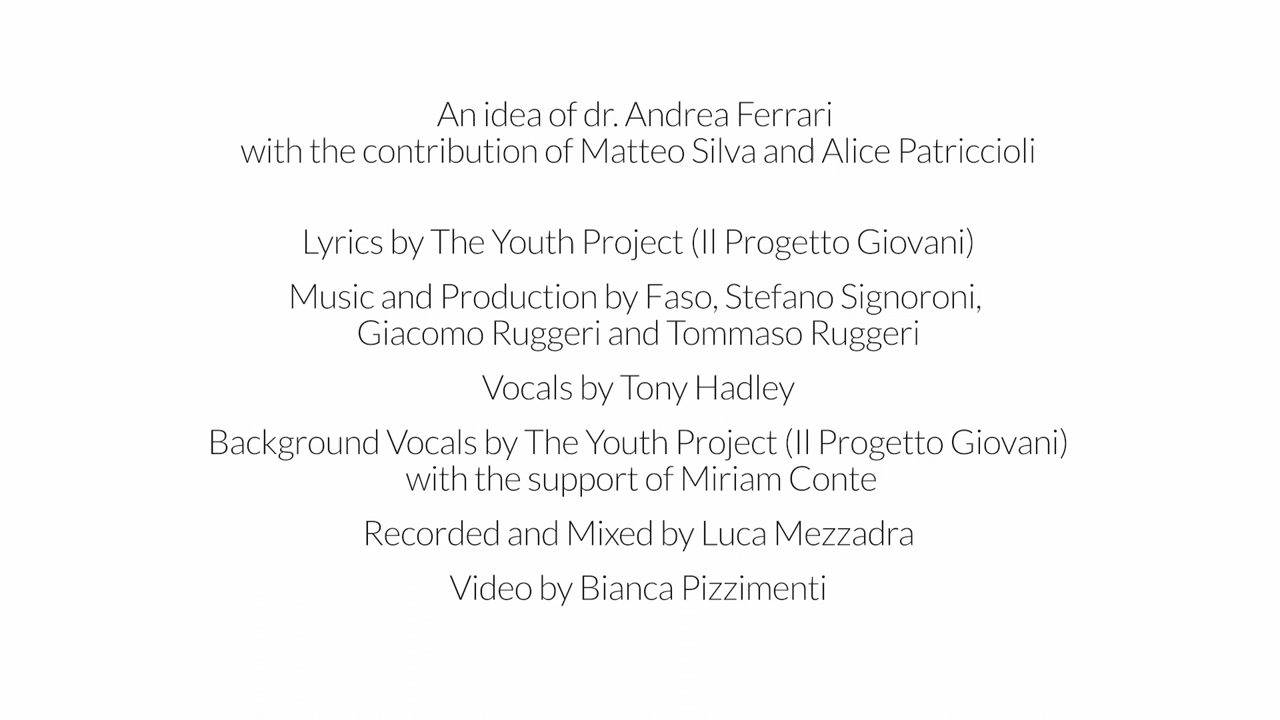 An idea of dr. Andrea Ferrari
with the contribution of Matteo Silva and Alice Patriccioli
Lyrics by The Youth Project (Il Progetto Giovani)
Music and Production by Faso, Stefano Signoroni,
Giacomo Ruggeri and Tommaso Ruggeri
Vocals by Tony Hadley
Background Vocals by The Youth Project (Il Progetto Giovani)
with the support of Miriam Conte
Recorded and Mixed by Luca Mezzadra
Video by Bianca Pizzimenti